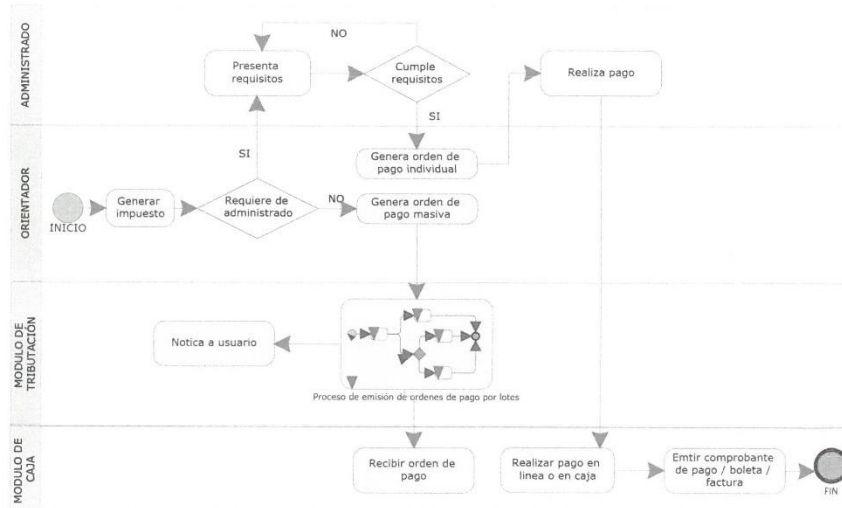 ADMINISTRADO
NO
Presenta
requisitos
Cumple
requisitos
Realiza pago
SI
ORIENTADOR
Genera orden de
pago individual
SI
INICIO
Generar
impuesto
Requiere de
administrado
NO
Genera orden de
pago masiva
MODULO DE
TRIBUTACIÓN
Notica a usuario
Proceso de emisión de ordenes de pago por lotes
MODULO DE
CAJA
Recibir orden de
pago
Realizar pago en
linea o en caja
Emtir comprobante
de pago / boleta /
factura
FIN